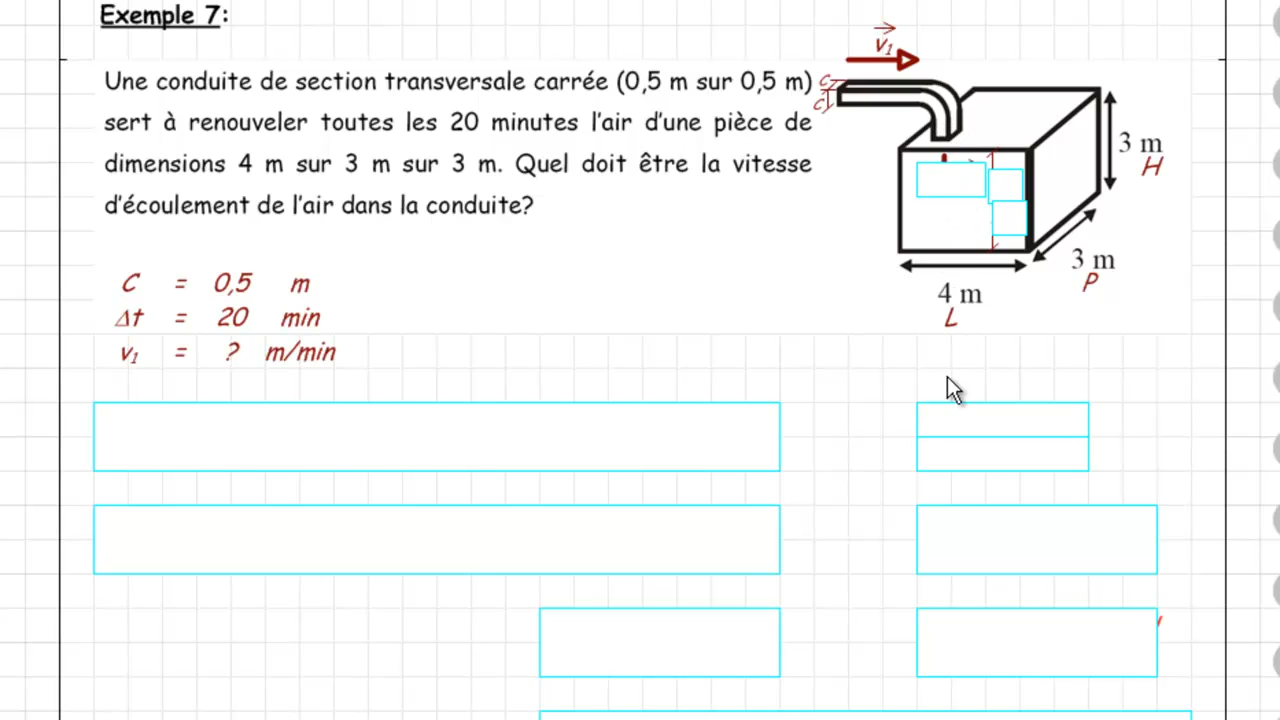 Exemple 7:
Une conduite de section transversale carrée (0,5 m sur 0,5 m)
sert à renouveler toutes les 20 minutes l'air d'une pièce de
dimensions 4 m sur 3 m sur 3 m. Quel doit être la vitesse
d'écoulement de l'air dans la conduite?
v₁
c
c
3 m
H
3 m
P
4 m
L
C = 0,5 m
Δt = 20 min
v₁ = ? m/min